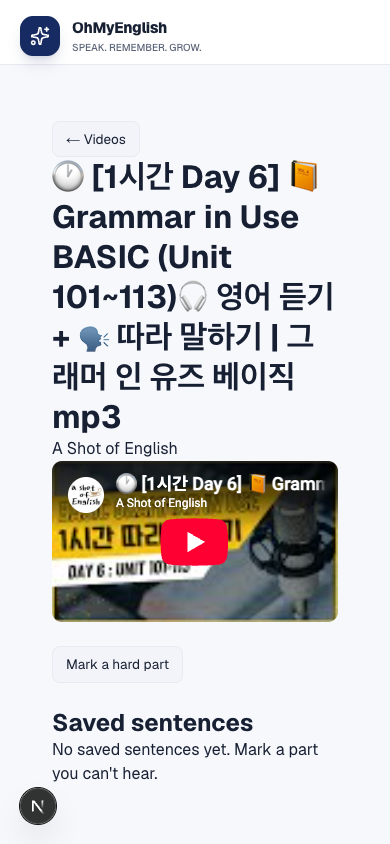 OhMyEnglish
SPEAK. REMEMBER. GROW.
← Videos
🕐 [1시간 Day 6] 📙
Grammar in Use
BASIC (Unit
101~113)🎧 영어 듣기
+ 🗣️ 따라 말하기 | 그
래머 인 유즈 베이직
mp3
A Shot of English
a shot of English
🕐 [1시간 Day 6] 📙 Gramm
A Shot of English
1시간 따라
DAY 6 : UNIT 101-113
Mark a hard part
Saved sentences
No saved sentences yet. Mark a part
you can't hear.
N